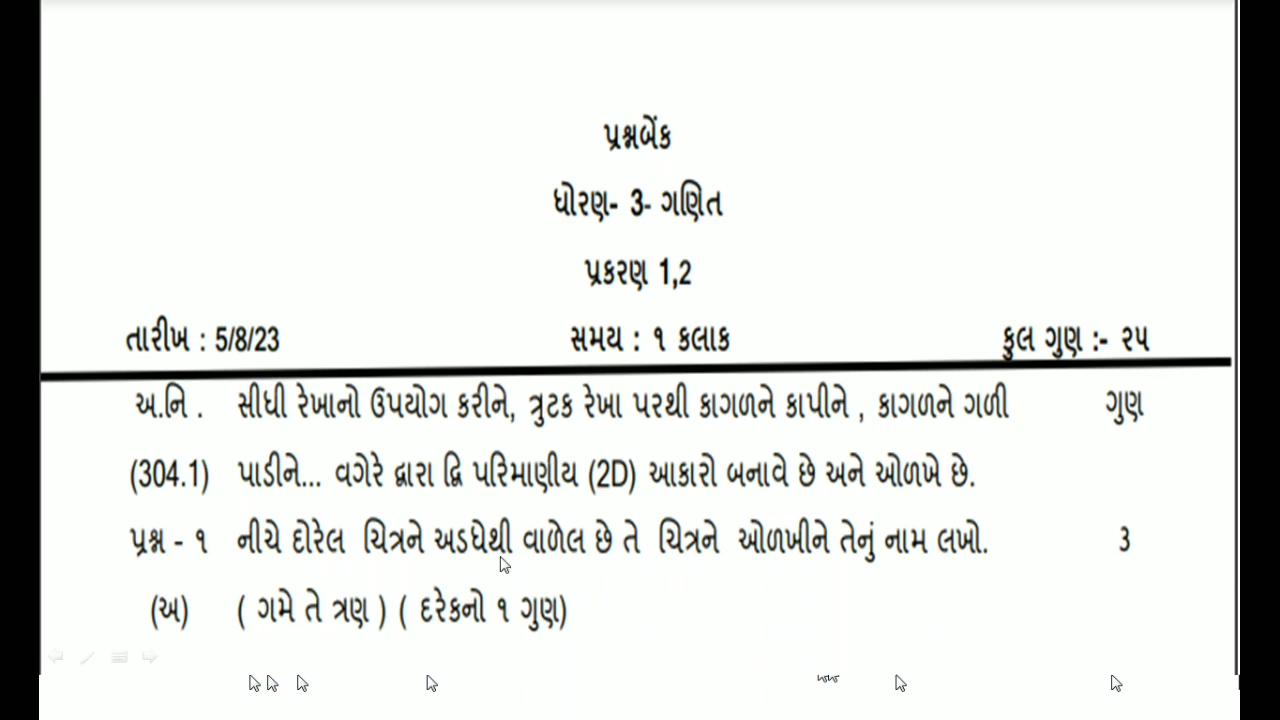 પ્રશ્નબેંક
ધોરણ- 3- ગણિત
પ્રકરણ 1,2
તારીખ : 5/8/23 સમય : ૧ કલાક કુલ ગુણ :- ૨૫
અ.નિ . સીધી રેખાનો ઉપયોગ કરીને, ત્રુટક રેખા પરથી કાગળને કાપીને , કાગળને ગળી ગુણ
(304.1) પાડીને... વગેરે દ્વારા દ્વિ પરિમાણીય (2D) આકારો બનાવે છે અને ઓળખે છે.
પ્રશ્ન - ૧ નીચે દોરેલ ચિત્રને અડધેથી વાળેલ છે તે ચિત્રને ઓળખીને તેનું નામ લખો. 3
(અ) ( ગમે તે ત્રણ ) ( દરેકનો ૧ ગુણ)